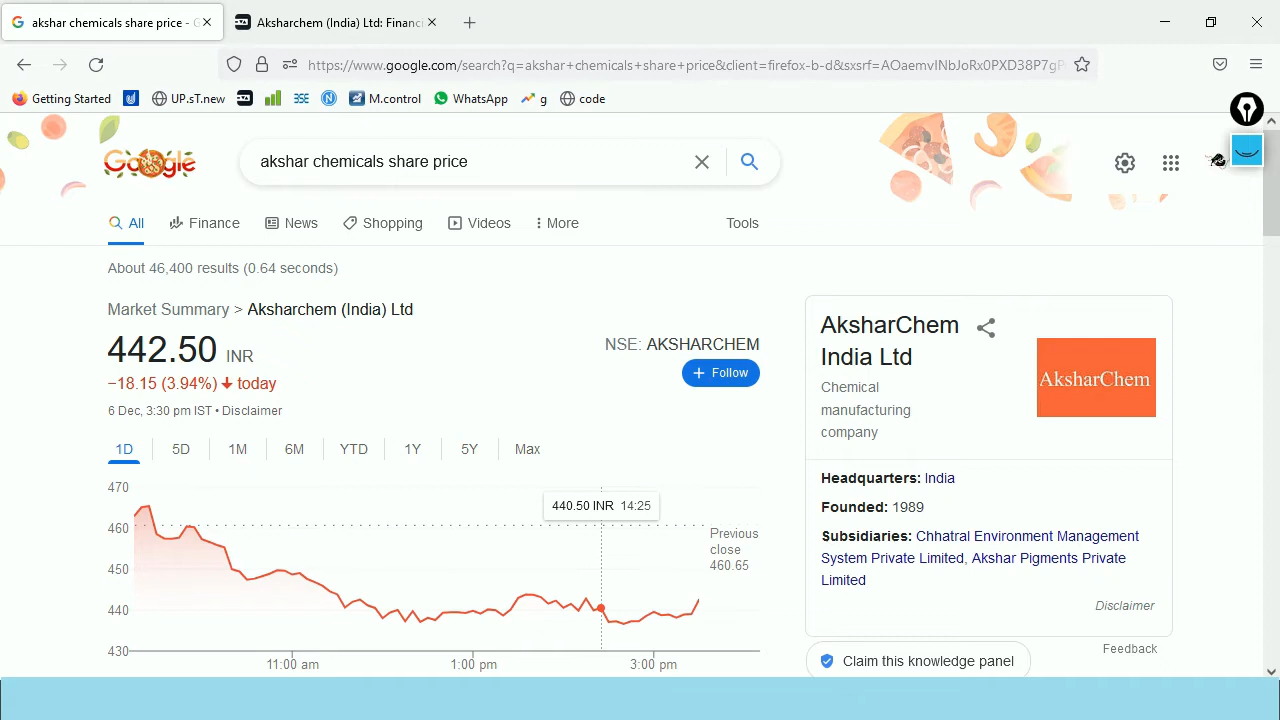 akshar chemicals share price - G
Aksharchem (India) Ltd: Financi
https://www.google.com/search?q=akshar+chemicals+share+price&client=firefox-b-d&sxsrf=AOaemvINbJoRx0PXD38P7gP
Getting Started
UP.sT.new
M.control
WhatsApp
g
code
Google
akshar chemicals share price
All
Finance
News
Shopping
Videos
More
Tools
About 46,400 results (0.64 seconds)
Market Summary > Aksharchem (India) Ltd
442.50 INR
−18.15 (3.94%) today
6 Dec, 3:30 pm IST • Disclaimer
NSE: AKSHARCHEM
+ Follow
1D
5D
1M
6M
YTD
1Y
5Y
Max
470
460
450
440
430
440.50 INR 14:25
Previous
close
460.65
11:00 am
1:00 pm
3:00 pm
AksharChem
India Ltd
Chemical
manufacturing
company
AksharChem
Headquarters: India
Founded: 1989
Subsidiaries: Chhatral Environment Management
System Private Limited, Akshar Pigments Private
Limited
Disclaimer
Feedback
Claim this knowledge panel